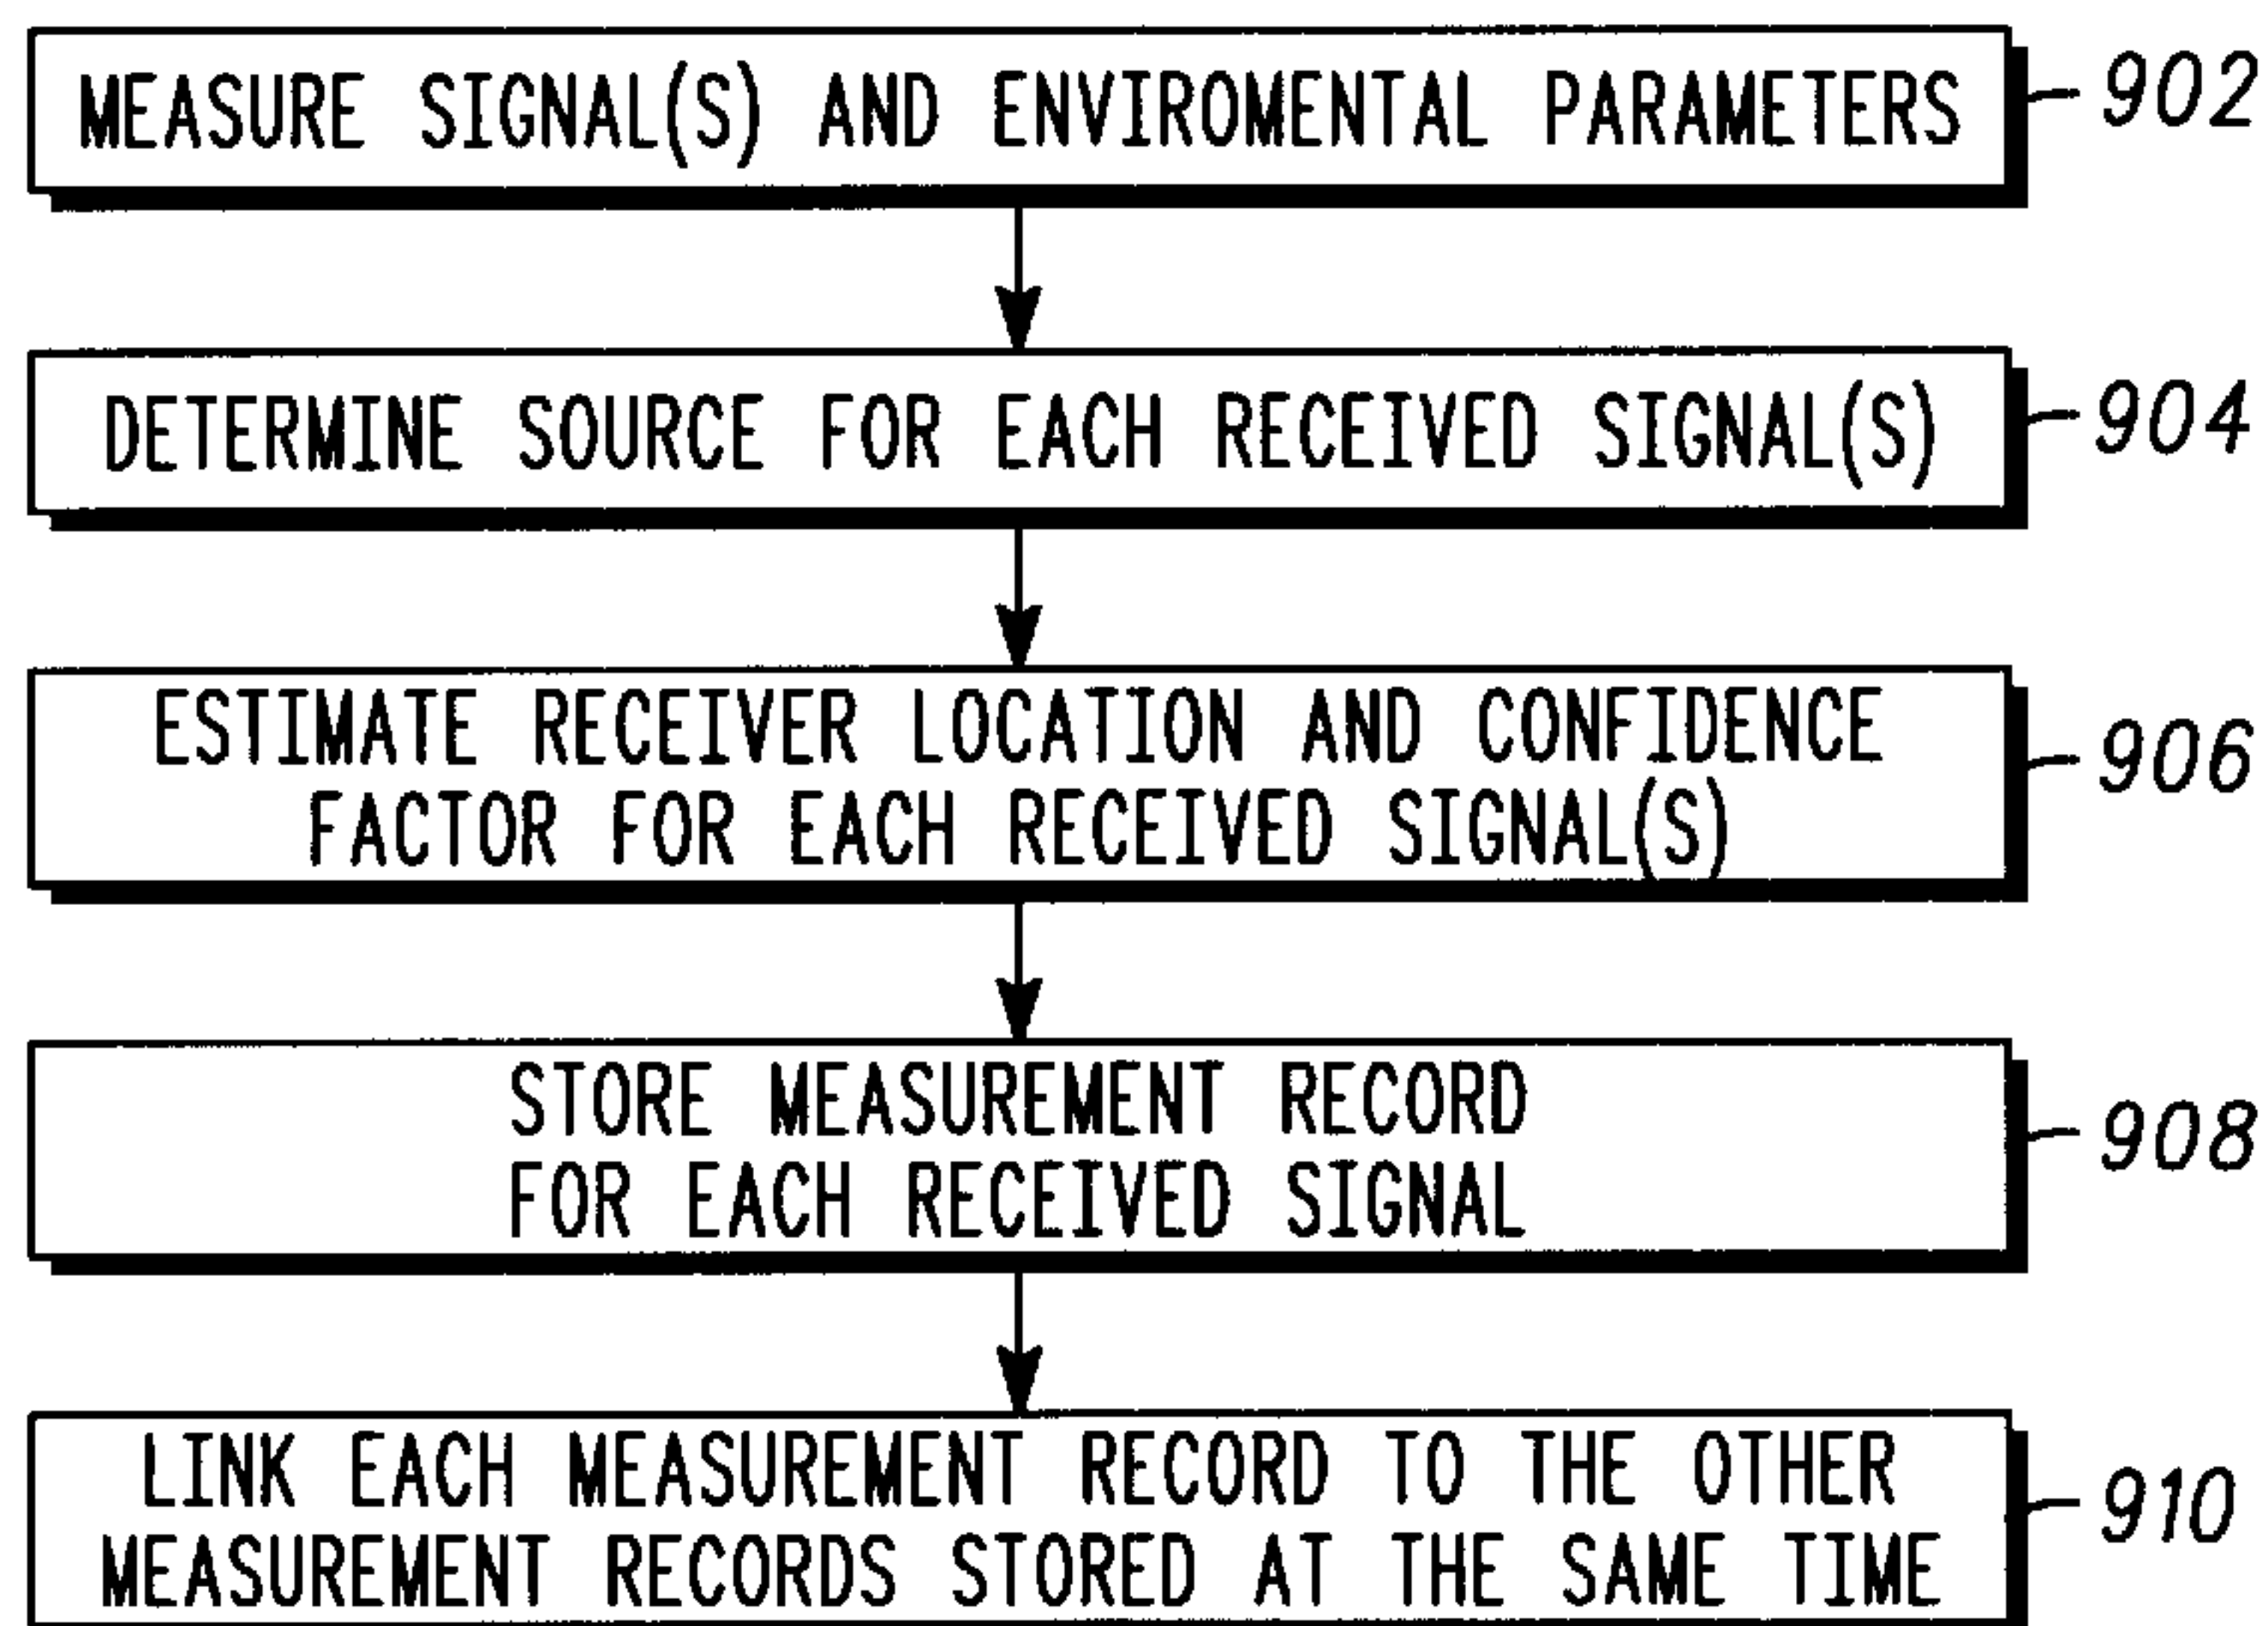 MEASURE SIGNAL(S) AND ENVIROMENTAL PARAMETERS
902
DETERMINE SOURCE FOR EACH RECEIVED SIGNAL(S)
904
ESTIMATE RECEIVER LOCATION AND CONFIDENCE
FACTOR FOR EACH RECEIVED SIGNAL(S)
906
STORE MEASUREMENT RECORD
FOR EACH RECEIVED SIGNAL
908
LINK EACH MEASUREMENT RECORD TO THE OTHER
MEASUREMENT RECORDS STORED AT THE SAME TIME
910